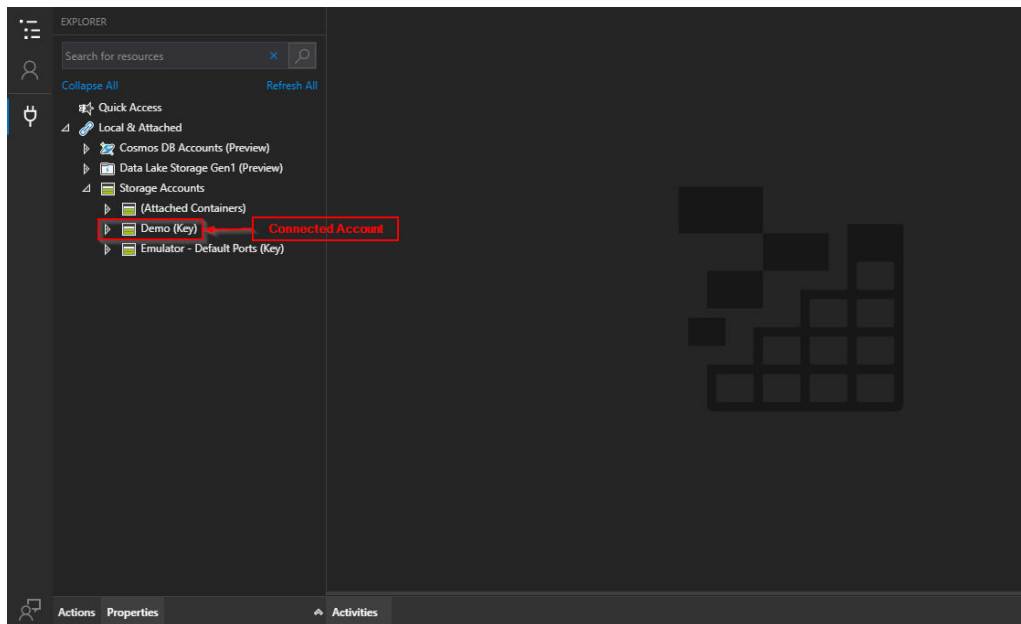 EXPLORER
Search for resources
Collapse All Refresh All
Quick Access
Local & Attached
Cosmos DB Accounts (Preview)
Data Lake Storage Gen1 (Preview)
Storage Accounts
(Attached Containers)
Demo (Key) Connected Account
Emulator - Default Ports (Key)
Actions Properties Activities